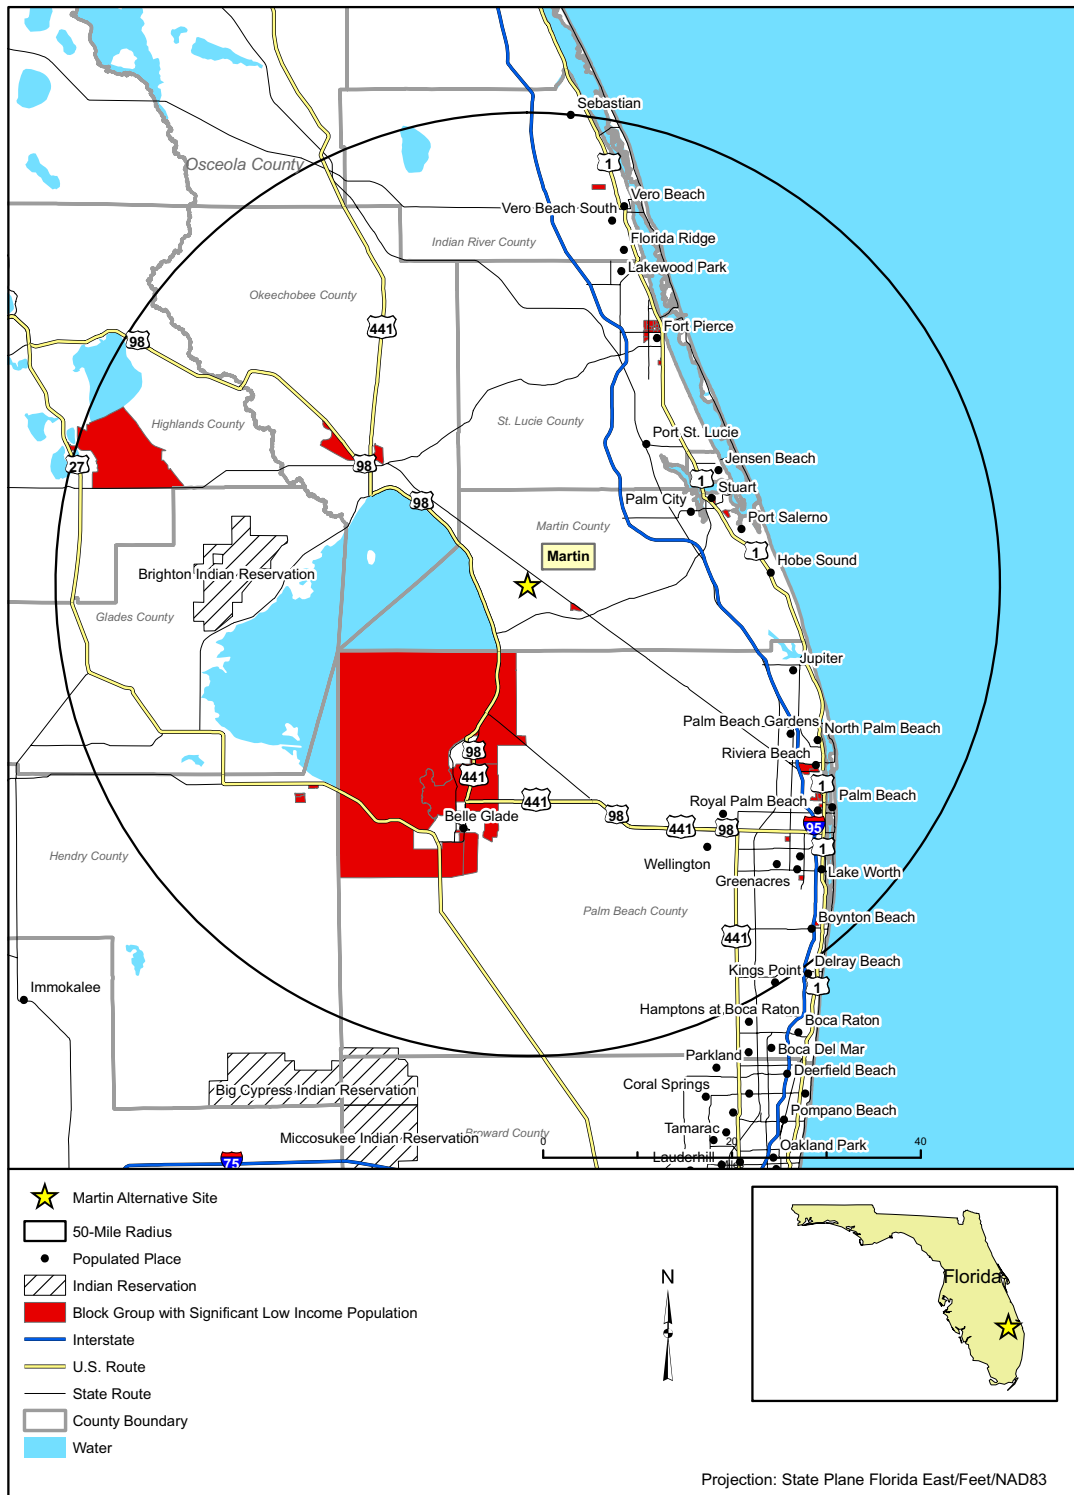 Sebastian
1
Osceola County
Vero Beach
Vero Beach South
Indian River County
Florida Ridge
Lakewood Park
Okeechobee County
441
98
Fort Pierce
Highlands County
St. Lucie County
Port St. Lucie
27
98
Jensen Beach
1
Stuart
98
Palm City
Port Salerno
Martin County
1
Martin
Hobe Sound
Brighton Indian Reservation
Glades County
Jupiter
Palm Beach Gardens
North Palm Beach
98
Riviera Beach
441
1
441
Royal Palm Beach
Palm Beach
98
Belle Glade
441
98
95
1
Hendry County
Wellington
Greenacres
Lake Worth
Palm Beach County
Boynton Beach
441
Delray Beach
Kings Point
1
Immokalee
Hamptons at Boca Raton
Boca Raton
Boca Del Mar
Parkland
Deerfield Beach
Coral Springs
Big Cypress Indian Reservation
Pompano Beach
Tamarac
Miccosukee Indian Reservation
Broward County
0
20
40
Oakland Park
Lauderhill
75
Martin Alternative Site
50-Mile Radius
Populated Place
Indian Reservation
Block Group with Significant Low Income Population
Interstate
U.S. Route
State Route
County Boundary
Water
N
Florida
Projection: State Plane Florida East/Feet/NAD83